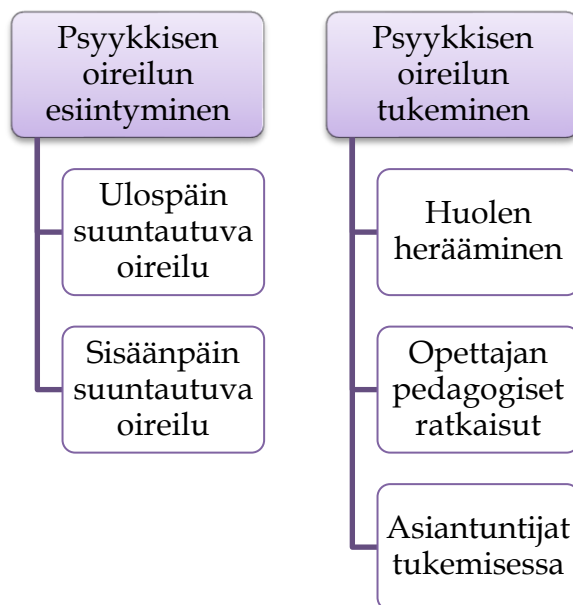 Psyykkisen
oireilun
esiintyminen
Ulospäin
suuntautuva
oireilu
Sisäänpäin
suuntautuva
oireilu
Psyykkisen
oireilun
tukeminen
Huolen
herääminen
Opettajan
pedagogiset
ratkaisut
Asiantuntijat
tukemisessa